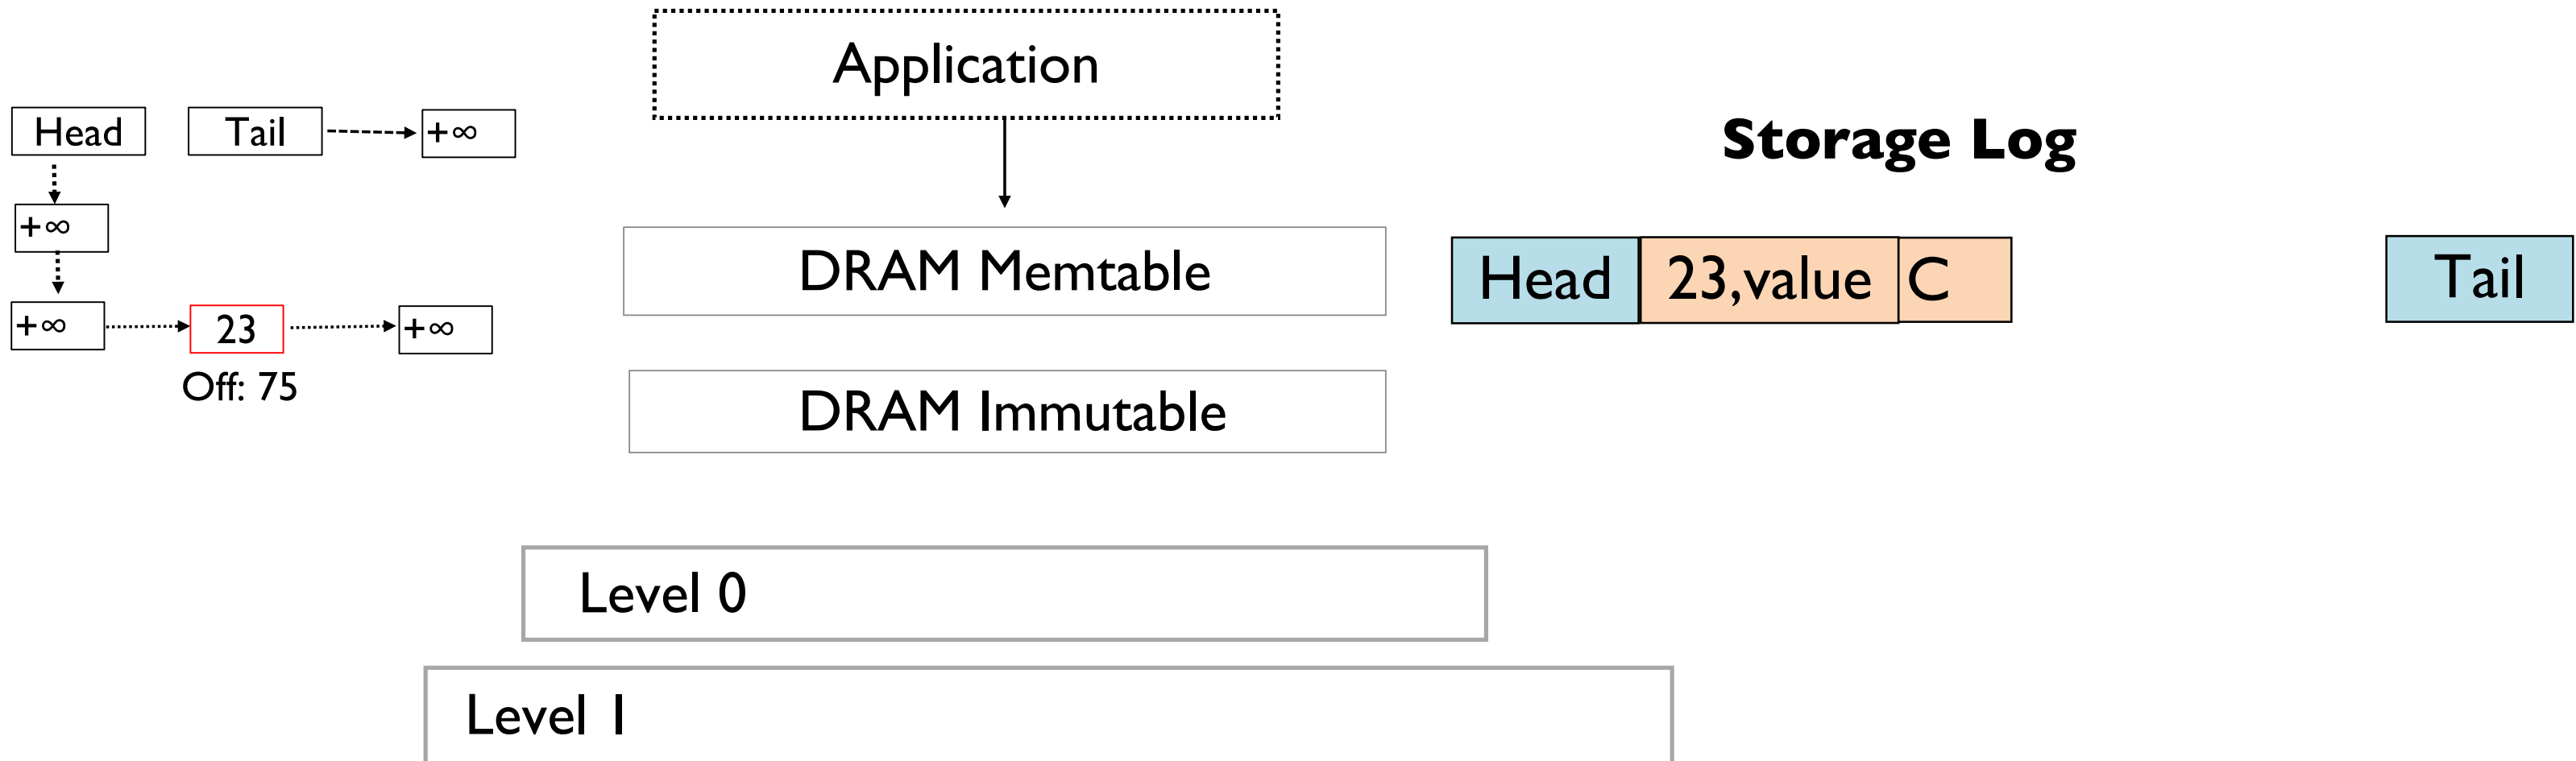 Application
Head
Tail
+∞
Storage Log
+∞
DRAM Memtable
Head
23,value
C
Tail
+∞
23
+∞
Off: 75
DRAM Immutable
Level 0
Level 1